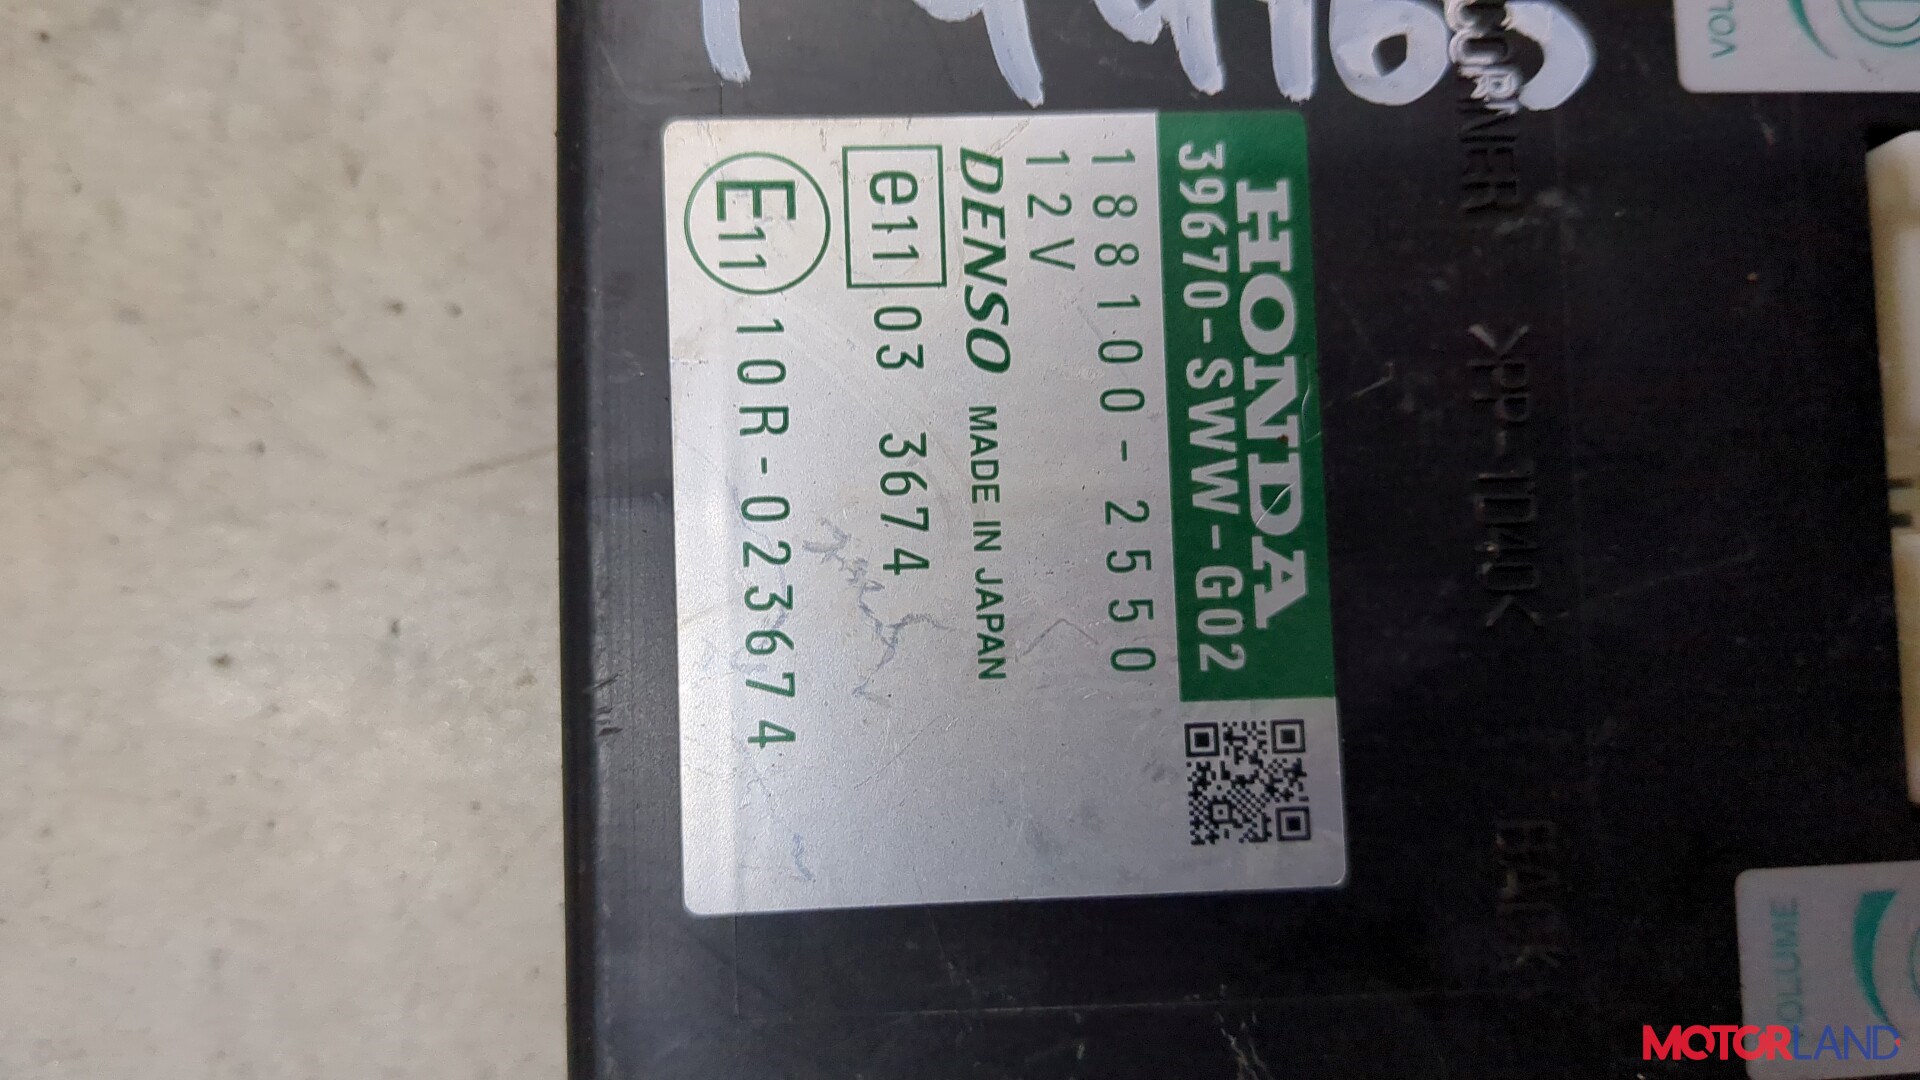 HONDA
39670-SWW-G02
188100-2550
12V
DENSO MADE IN JAPAN
e11 03 3674
E11 10R-023674
CORNER >PP-TD40< BACK
VOLUME
MOTORLAND